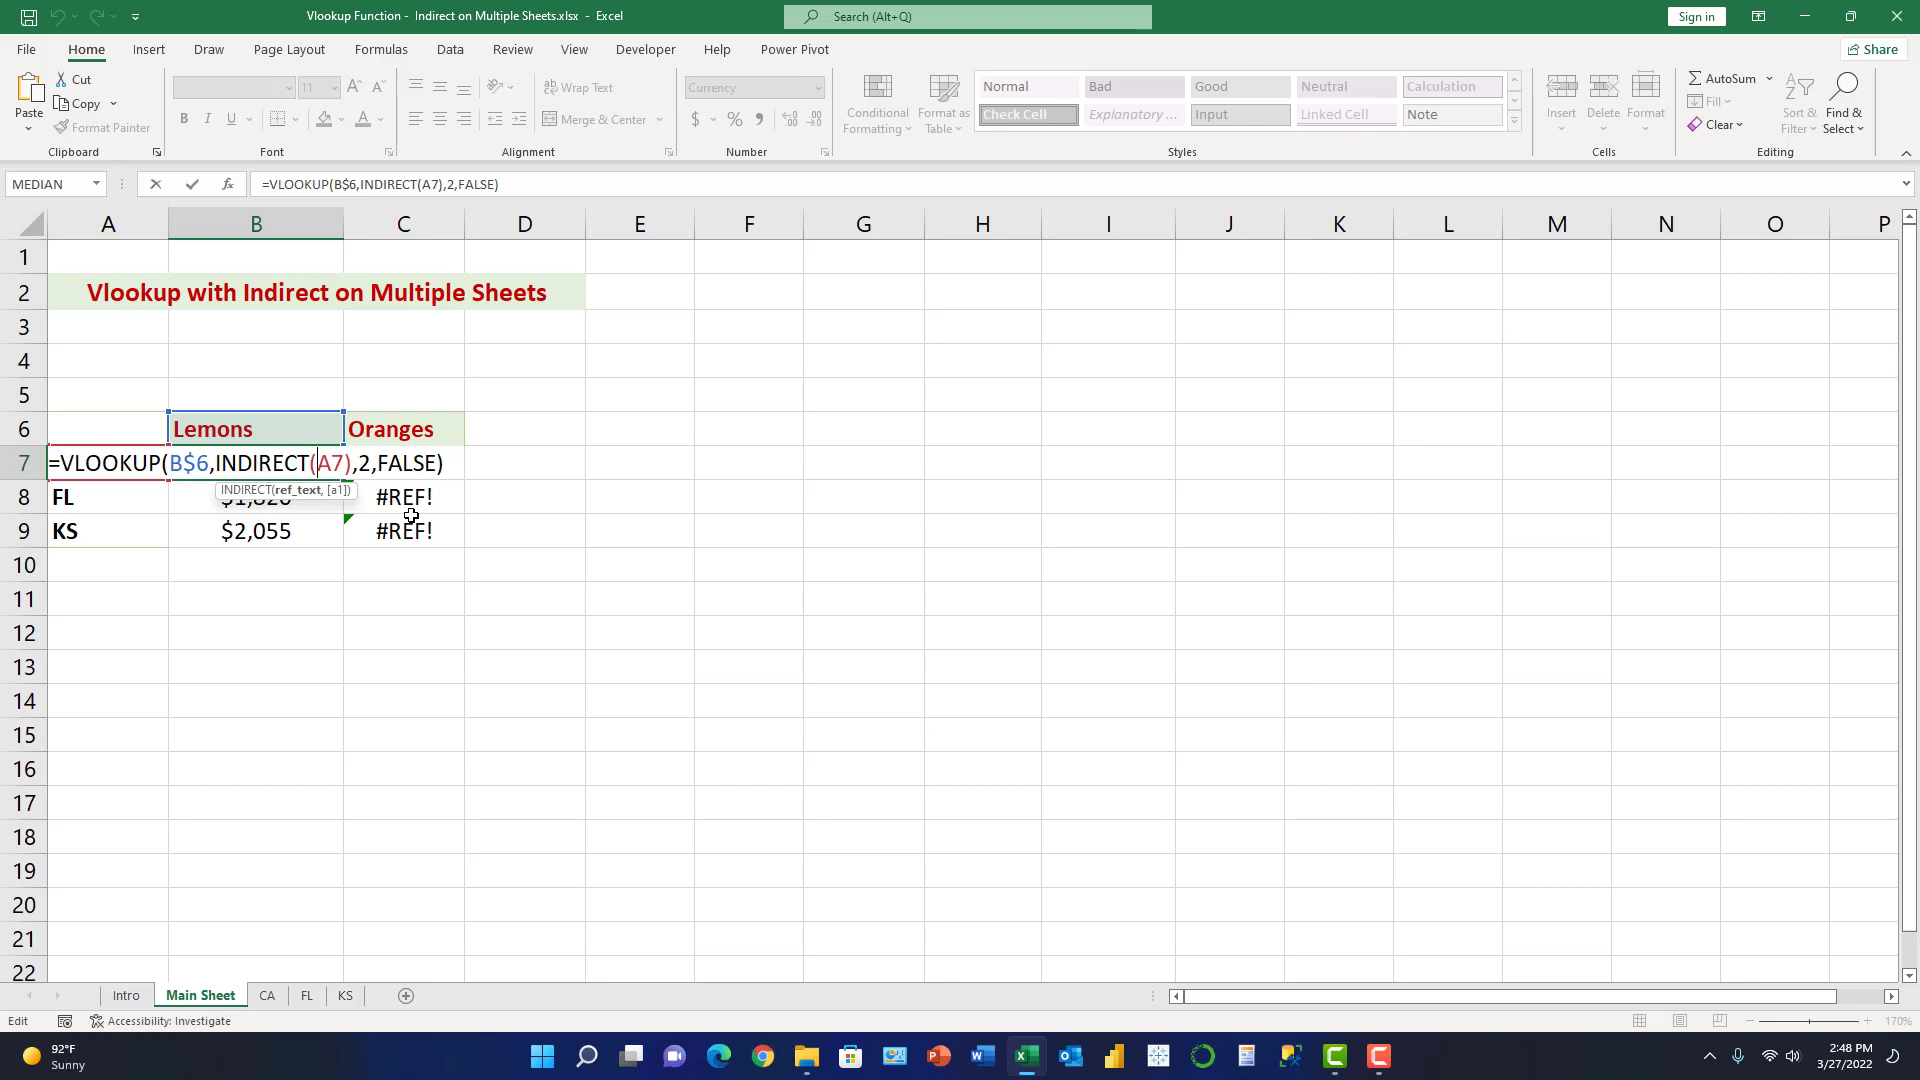 Vlookup Function -  Indirect on Multiple Sheets.xlsx  -  Excel
Search (Alt+Q)
Sign in
File Home Insert Draw Page Layout Formulas Data Review View Developer Help Power Pivot
Share
Paste
Cut
Copy
Format Painter
Clipboard
11
B I U
Font
Wrap Text
Merge & Center
Alignment
Currency
$ %
Number
Conditional Formatting
Format as Table
Normal Bad Good Neutral Calculation
Check Cell Explanatory ... Input Linked Cell Note
Styles
Insert Delete Format
Cells
AutoSum
Fill
Clear
Sort & Filter
Find & Select
Editing
MEDIAN
fx
=VLOOKUP(B$6,INDIRECT(A7),2,FALSE)
A B C D E F G H I J K L M N O P
1
2 Vlookup with Indirect on Multiple Sheets
3
4
5
6 Lemons Oranges
7 =VLOOKUP(B$6,INDIRECT(A7),2,FALSE)
INDIRECT(ref_text, [a1])
8 FL #REF!
9 KS $2,055 #REF!
10
11
12
13
14
15
16
17
18
19
20
21
22
Intro Main Sheet CA FL KS
Edit
Accessibility: Investigate
170%
92°F
Sunny
2:48 PM
3/27/2022